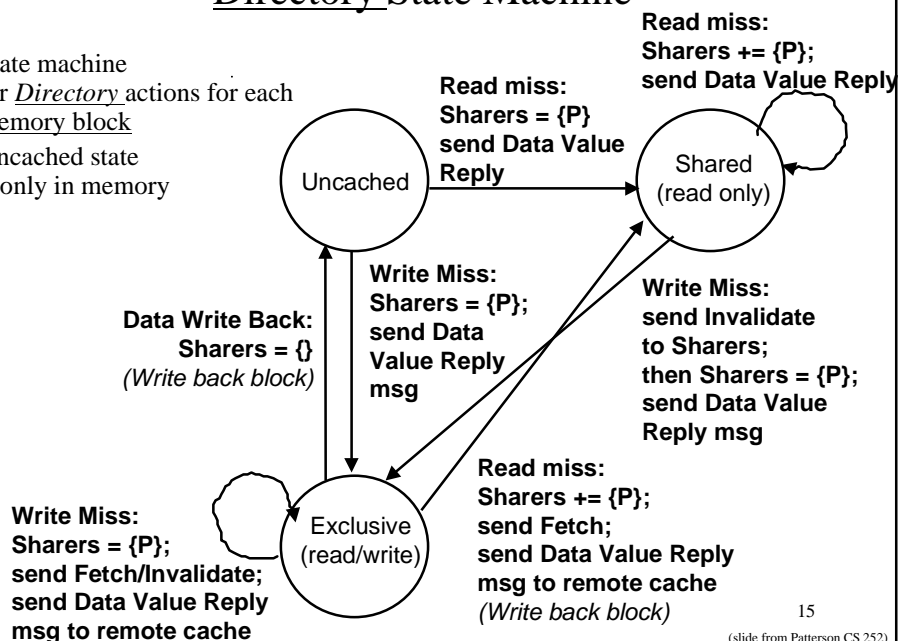 Directory State Machine
ate machine
r Directory actions for each
emory block
ncached state
only in memory
Read miss:
Sharers = {P}
send Data Value
Reply
Read miss:
Sharers += {P};
send Data Value Reply
Uncached
Shared
(read only)
Data Write Back:
Sharers = {}
(Write back block)
Write Miss:
Sharers = {P};
send Data
Value Reply
msg
Write Miss:
send Invalidate
to Sharers;
then Sharers = {P};
send Data Value
Reply msg
Write Miss:
Sharers = {P};
send Fetch/Invalidate;
send Data Value Reply
msg to remote cache
Exclusive
(read/write)
Read miss:
Sharers += {P};
send Fetch;
send Data Value Reply
msg to remote cache
(Write back block)
15
(slide from Patterson CS 252)